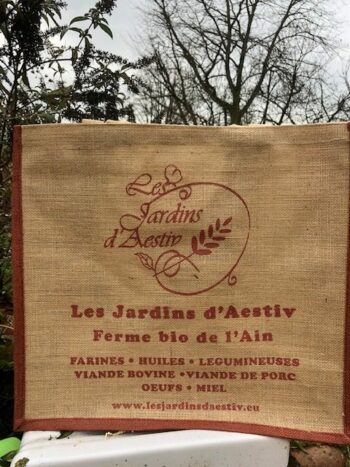 Les
Jardins
d'Aestiv
Les Jardins d'Aestiv
Ferme bio de l'Ain
FARINES • HUILES • LEGUMINEUSES
VIANDE BOVINE • VIANDE DE PORC
OEUFS • MIEL
www.lesjardinsdaestiv.eu